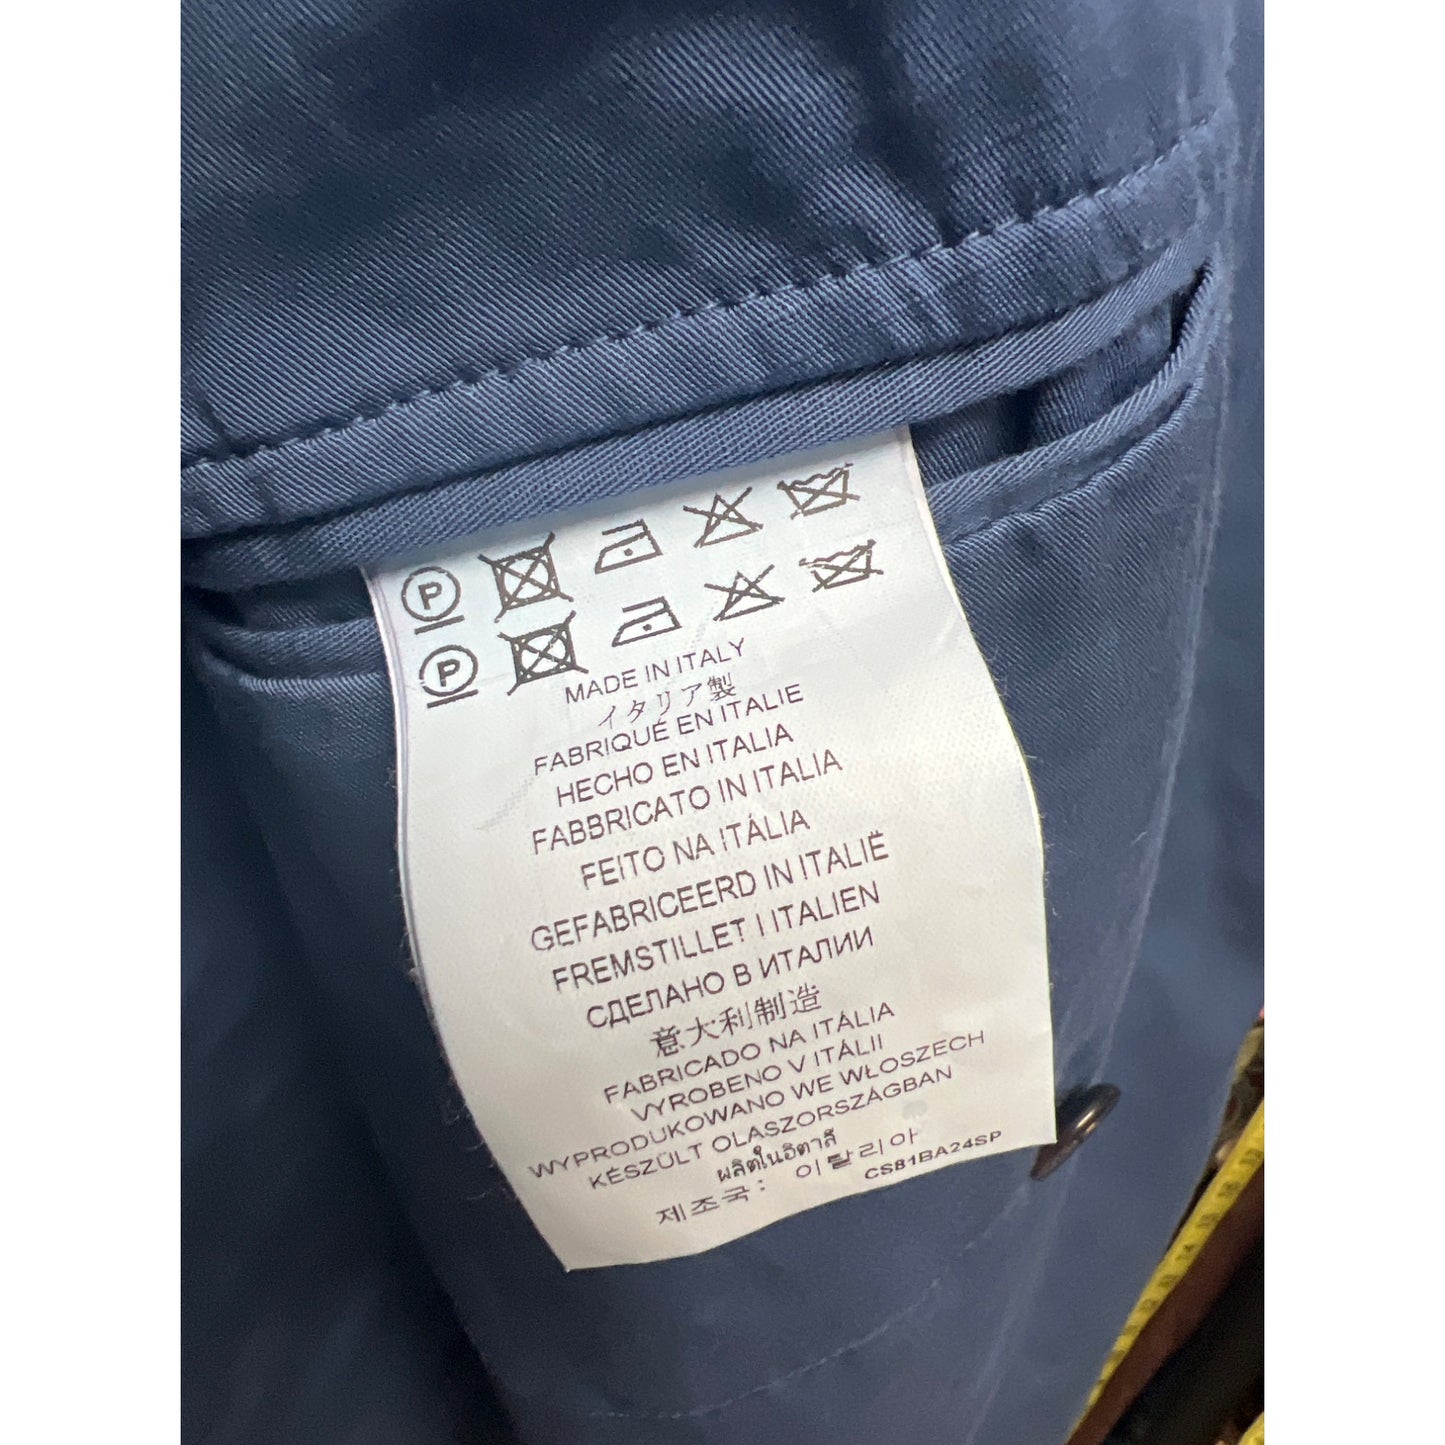 P
P
MADE IN ITALY
イタリア製
FABRIQUÉ EN ITALIE
HECHO EN ITALIA
FABBRICATO IN ITALIA
FEITO NA ITÁLIA
GEFABRICEERD IN ITALIË
FREMSTILLET I ITALIEN
СДЕЛАНО В ИТАЛИИ
意大利制造
FABRICADO NA ITÁLIA
VYROBENO V ITÁLII
WYPRODUKOWANO WE WŁOSZECH
KÉSZÜLT OLASZORSZÁGBAN
ผลิตในอิตาลี
제조국: 이탈리아
CS81BA24SP